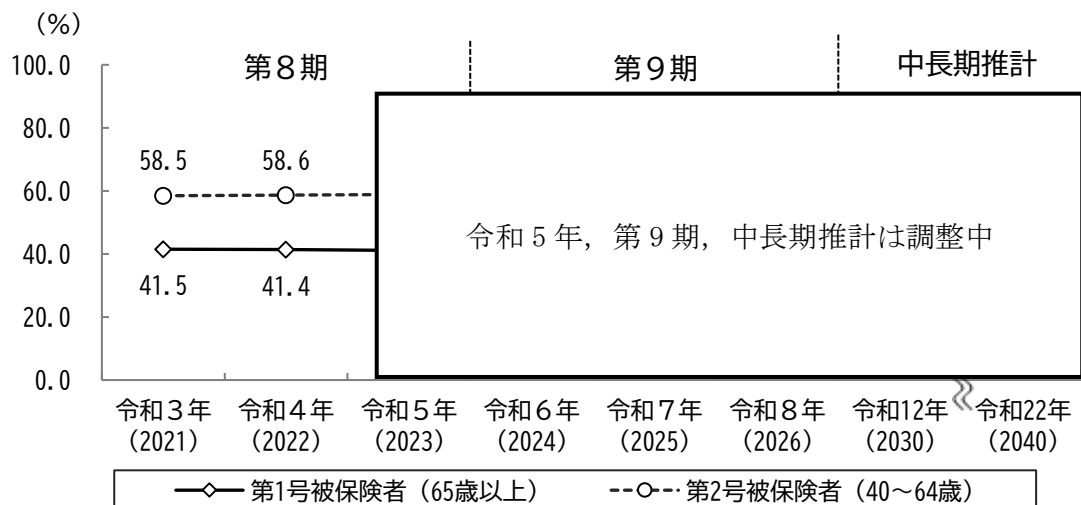 (％)
第８期
第９期
中長期推計
100.0
80.0
60.0
40.0
20.0
0.0
58.5
58.6
41.5
41.4
令和５年，第９期，中長期推計は調整中
令和３年
(2021)
令和４年
(2022)
令和５年
(2023)
令和６年
(2024)
令和７年
(2025)
令和８年
(2026)
令和12年
(2030)
令和22年
(2040)
第1号被保険者（65歳以上）
第2号被保険者（40～64歳）